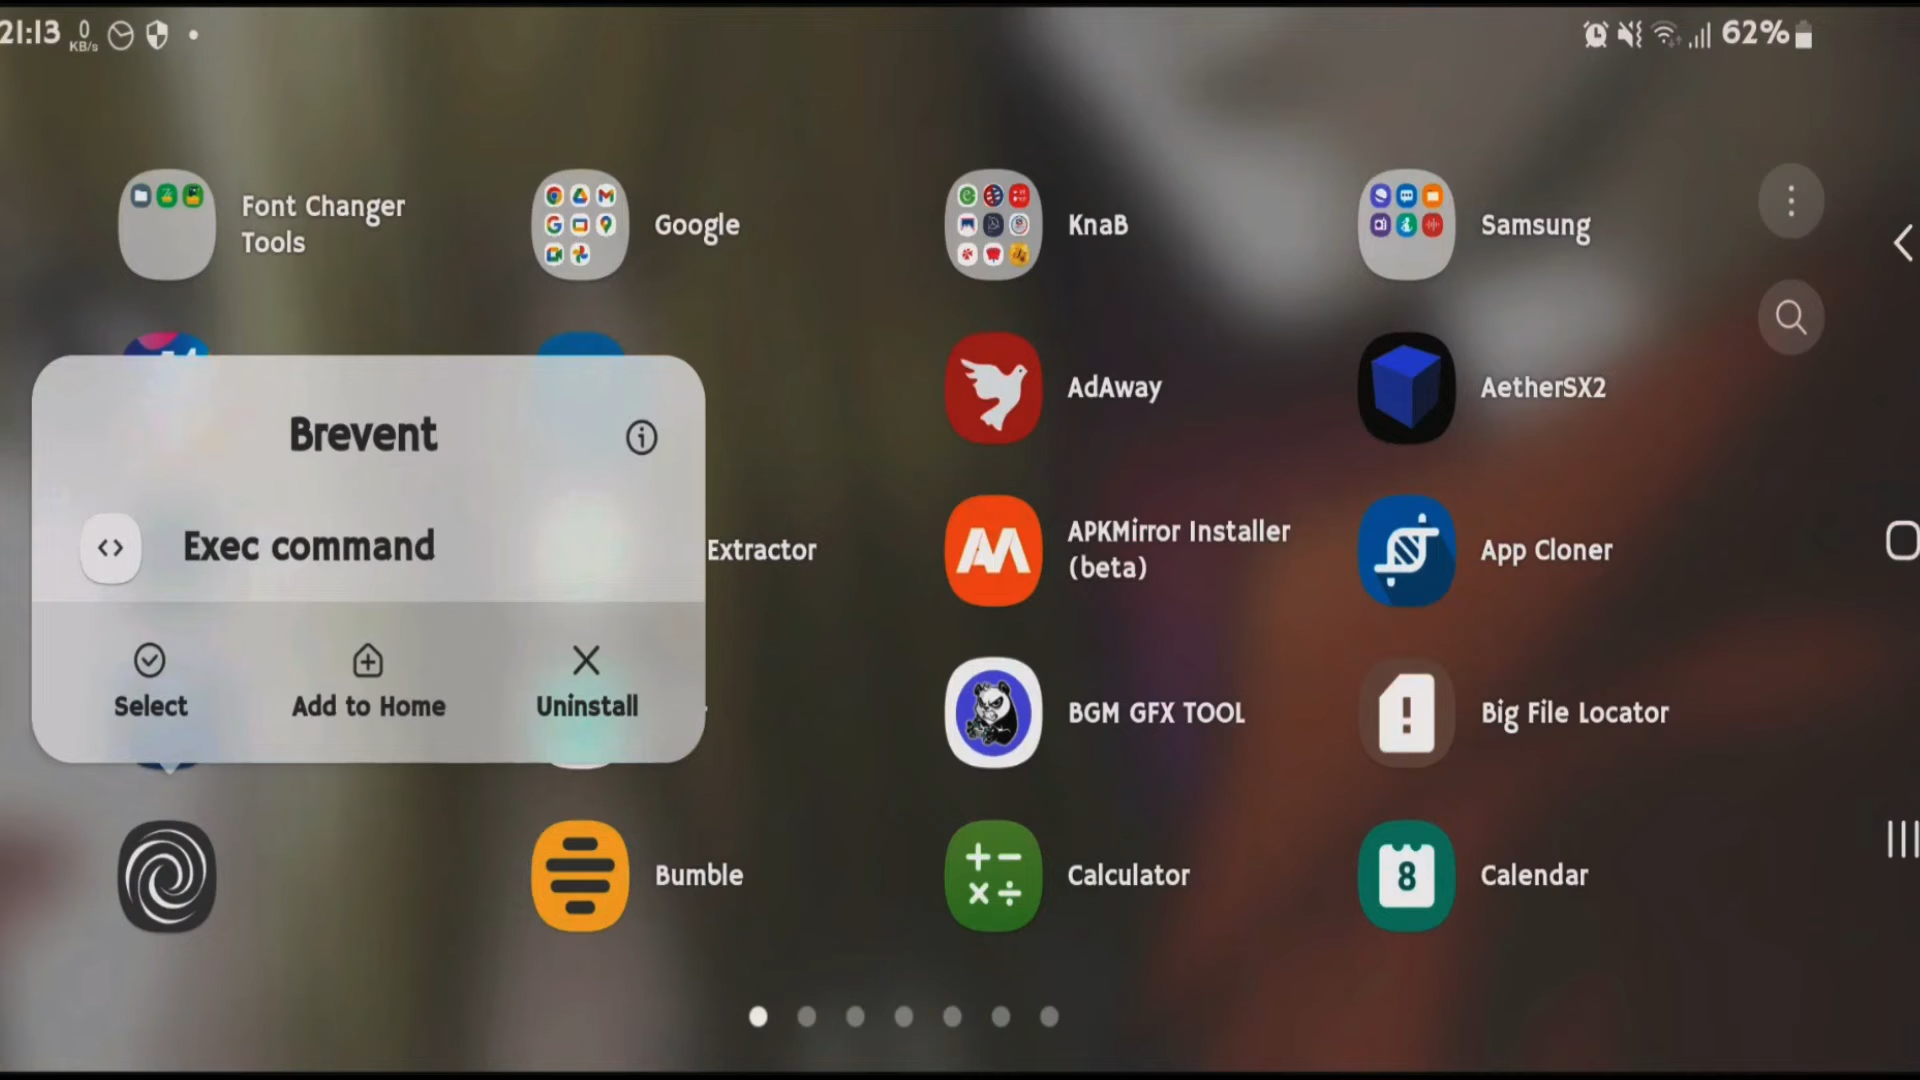 21:13
0
KB/s
62%
Font Changer
Tools
Google
KnaB
Samsung
AdAway
AetherSX2
Brevent
Exec command
Select
Add to Home
Uninstall
Extractor
APKMirror Installer
(beta)
App Cloner
BGM GFX TOOL
Big File Locator
Bumble
Calculator
8
Calendar